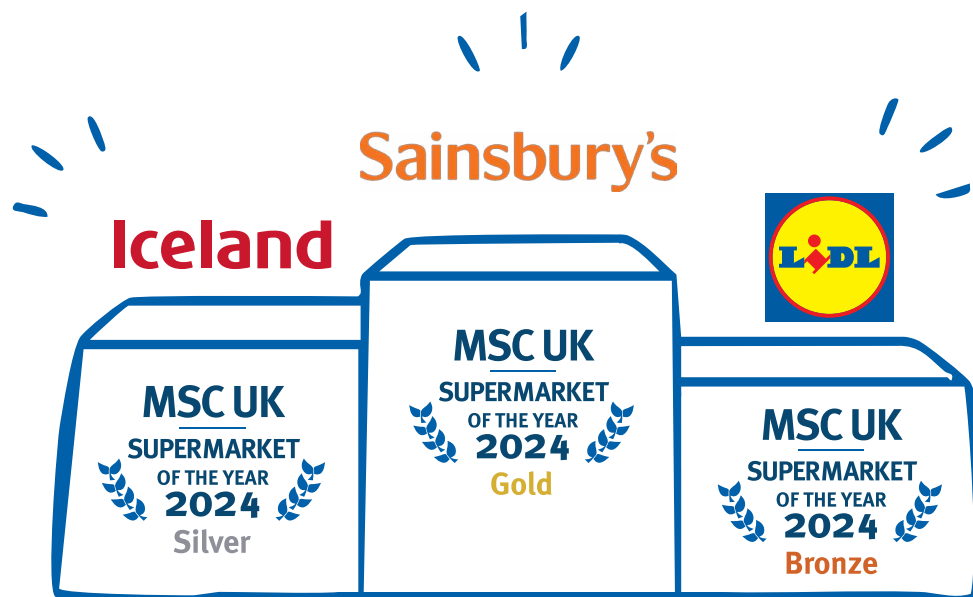 Sainsbury's
Iceland
LIDL
MSC UK
SUPERMARKET
OF THE YEAR
2024
Silver
MSC UK
SUPERMARKET
OF THE YEAR
2024
Gold
MSC UK
SUPERMARKET
OF THE YEAR
2024
Bronze